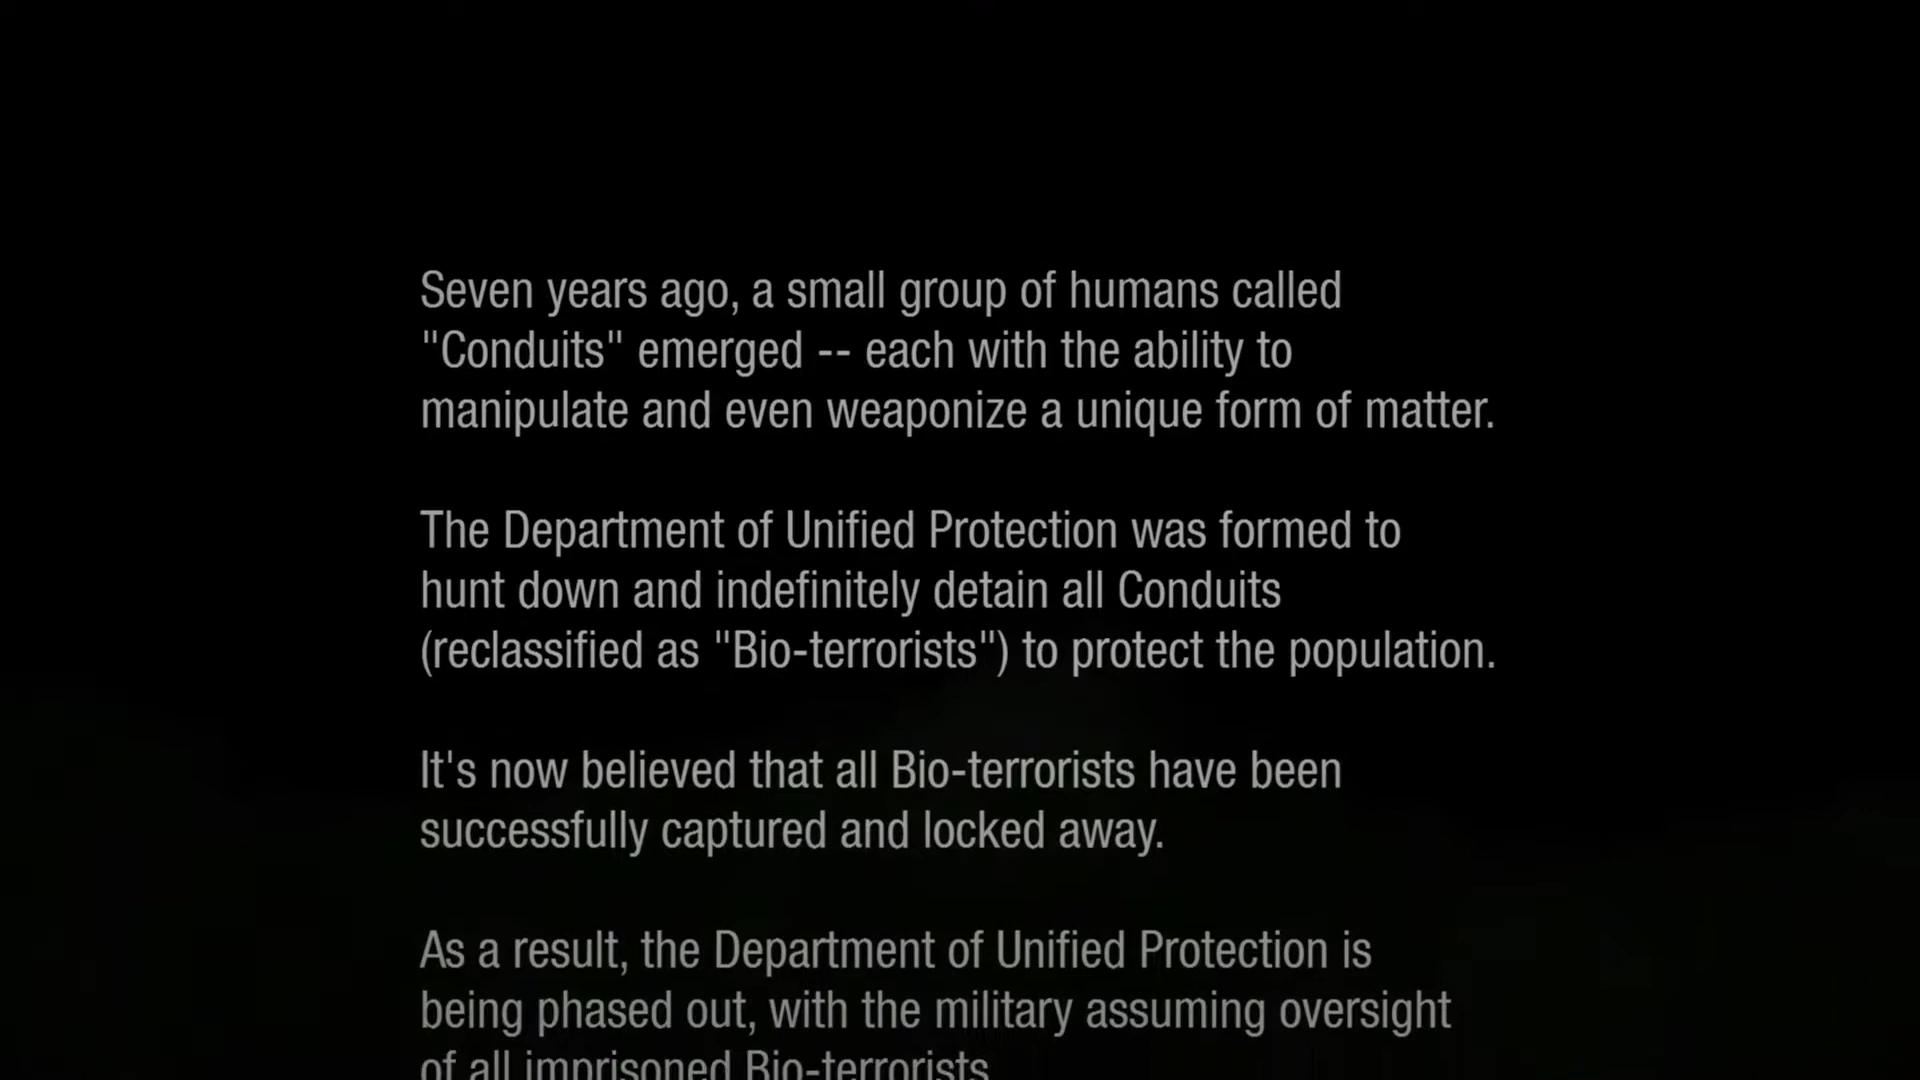 Seven years ago, a small group of humans called
"Conduits" emerged -- each with the ability to
manipulate and even weaponize a unique form of matter.
The Department of Unified Protection was formed to
hunt down and indefinitely detain all Conduits
(reclassified as "Bio-terrorists") to protect the population.
It's now believed that all Bio-terrorists have been
successfully captured and locked away.
As a result, the Department of Unified Protection is
being phased out, with the military assuming oversight
of all imprisoned Bio-terrorists